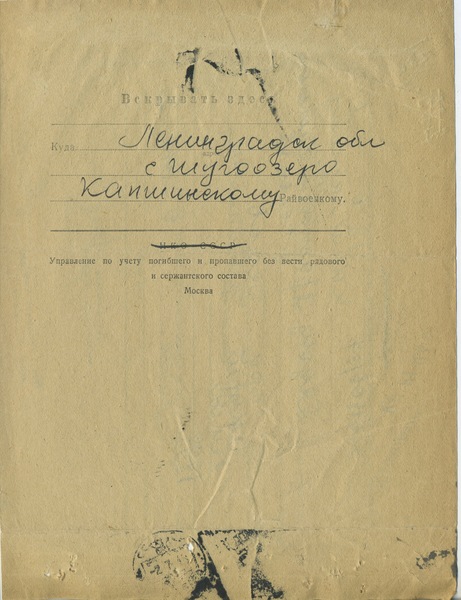 Вскрывать здесь
Куда Ленинградск обл
с Шугозеро
Капшинскому Райвоенкому.
НКО СССР
Управление по учету погибшего и пропавшего без вести рядового
и сержантского состава
Москва